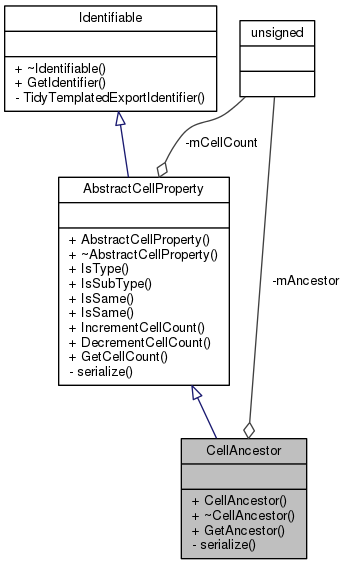 Identifiable
+ ~Identifiable()
+ GetIdentifier()
- TidyTemplatedExportIdentifier()
unsigned
-mCellCount
AbstractCellProperty
+ AbstractCellProperty()
+ ~AbstractCellProperty()
+ IsType()
+ IsSubType()
+ IsSame()
+ IsSame()
+ IncrementCellCount()
+ DecrementCellCount()
+ GetCellCount()
- serialize()
-mAncestor
CellAncestor
+ CellAncestor()
+ ~CellAncestor()
+ GetAncestor()
- serialize()